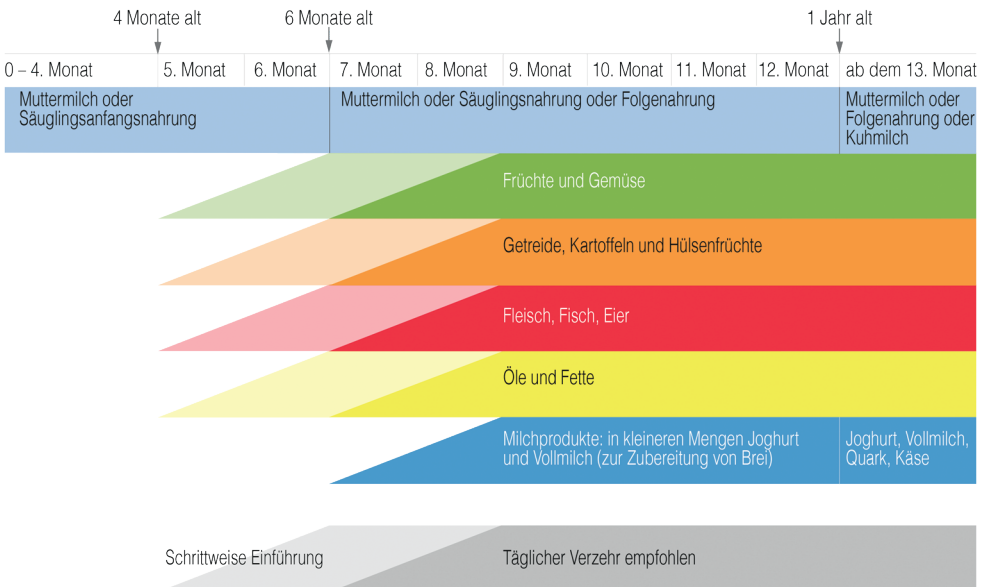 4 Monate alt
6 Monate alt
1 Jahr alt
0 – 4. Monat
5. Monat
6. Monat
7. Monat
8. Monat
9. Monat
10. Monat
11. Monat
12. Monat
ab dem 13. Monat
Muttermilch oder
Säuglingsanfangsnahrung
Muttermilch oder Säuglingsnahrung oder Folgenahrung
Muttermilch oder
Folgenahrung oder
Kuhmilch
Früchte und Gemüse
Getreide, Kartoffeln und Hülsenfrüchte
Fleisch, Fisch, Eier
Öle und Fette
Milchprodukte: in kleineren Mengen Joghurt
und Vollmilch (zur Zubereitung von Brei)
Joghurt, Vollmilch,
Quark, Käse
Schrittweise Einführung
Täglicher Verzehr empfohlen